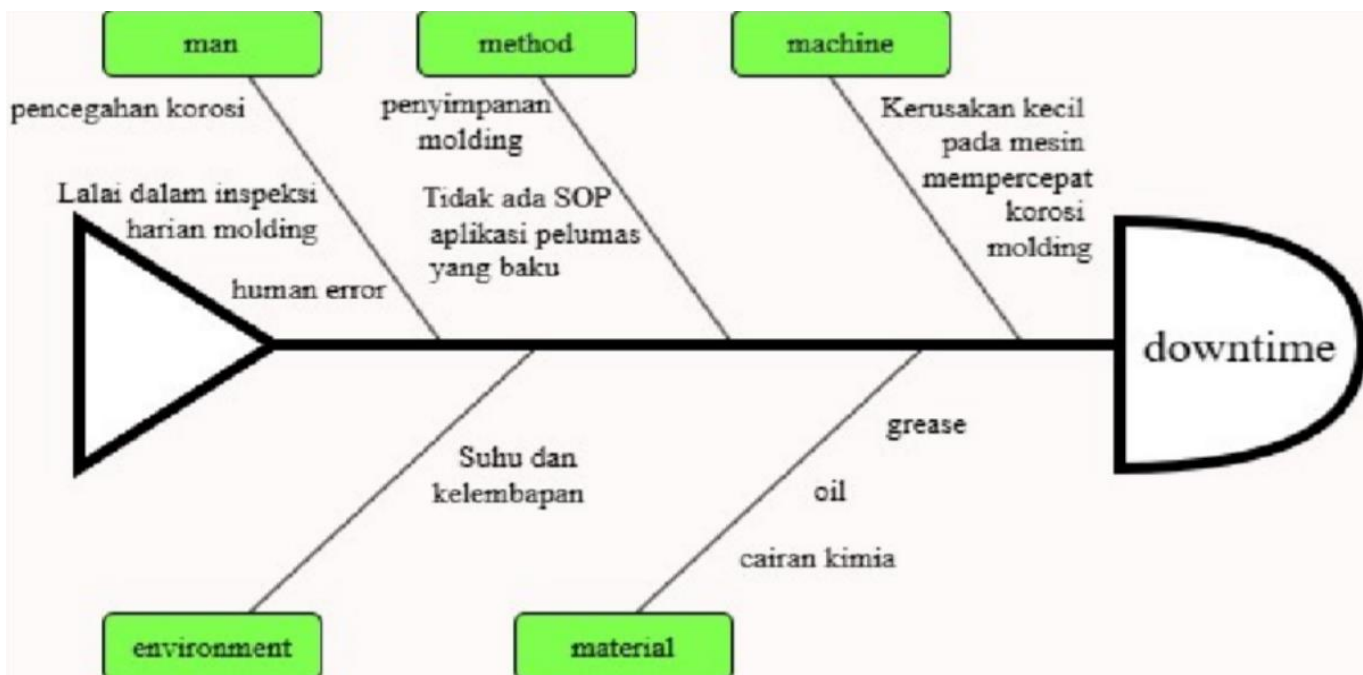 man
method
machine
pencegahan korosi
Lalai dalam inspeksi
harian molding
human error
penyimpanan
molding
Tidak ada SOP
aplikasi pelumas
yang baku
Kerusakan kecil
pada mesin
mempercepat
korosi
molding
downtime
Suhu dan
kelembapan
grease
oil
cairan kimia
environment
material